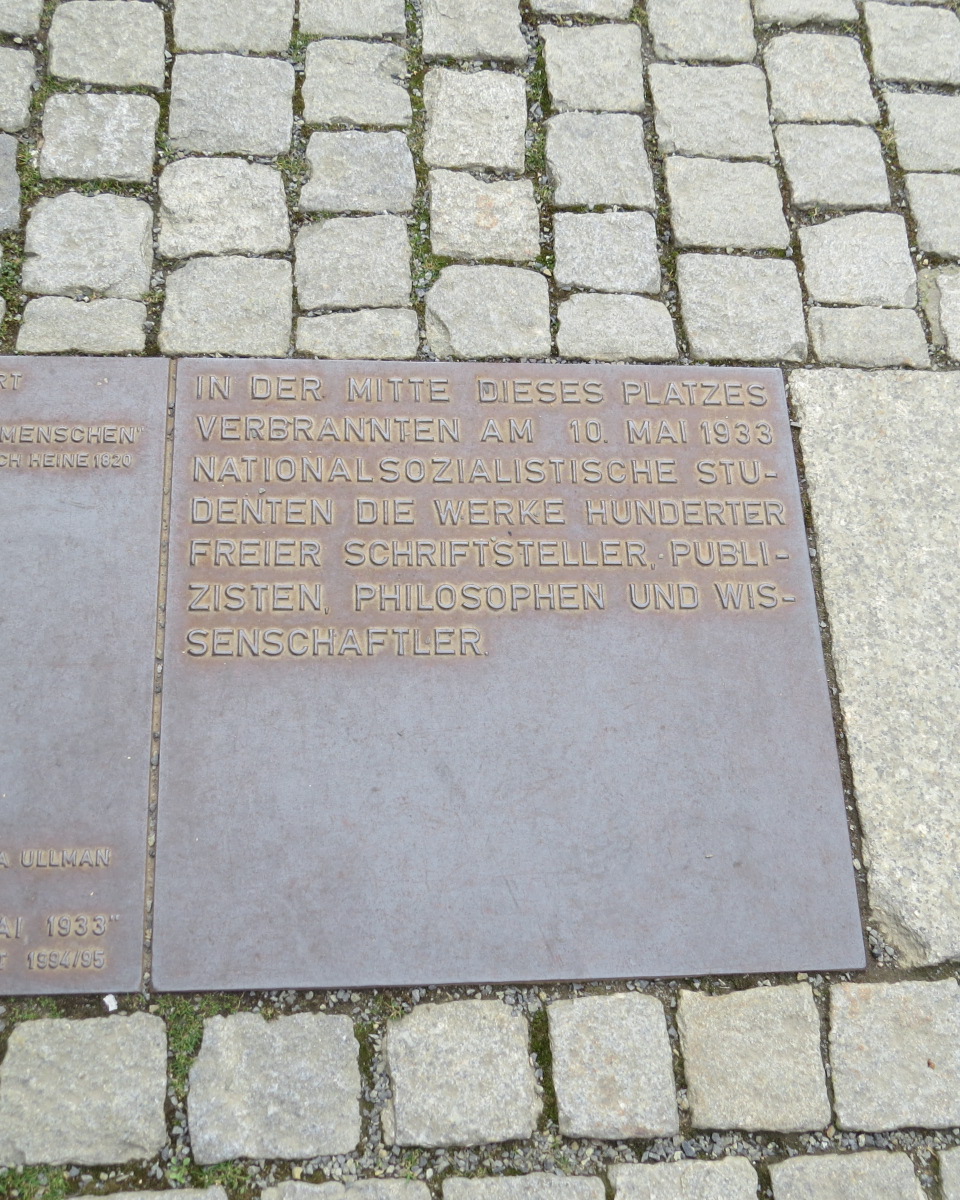 RT
MENSCHEN"
CH HEINE 1820
A ULLMAN
AI 1933"
T 1994/95
IN DER MITTE DIESES PLATZES
VERBRANNTEN AM 10. MAI 1933
NATIONALSOZIALISTISCHE STU-
DENTEN DIE WERKE HUNDERTER
FREIER SCHRIFTSTELLER, PUBLI-
ZISTEN, PHILOSOPHEN UND WIS-
SENSCHAFTLER.